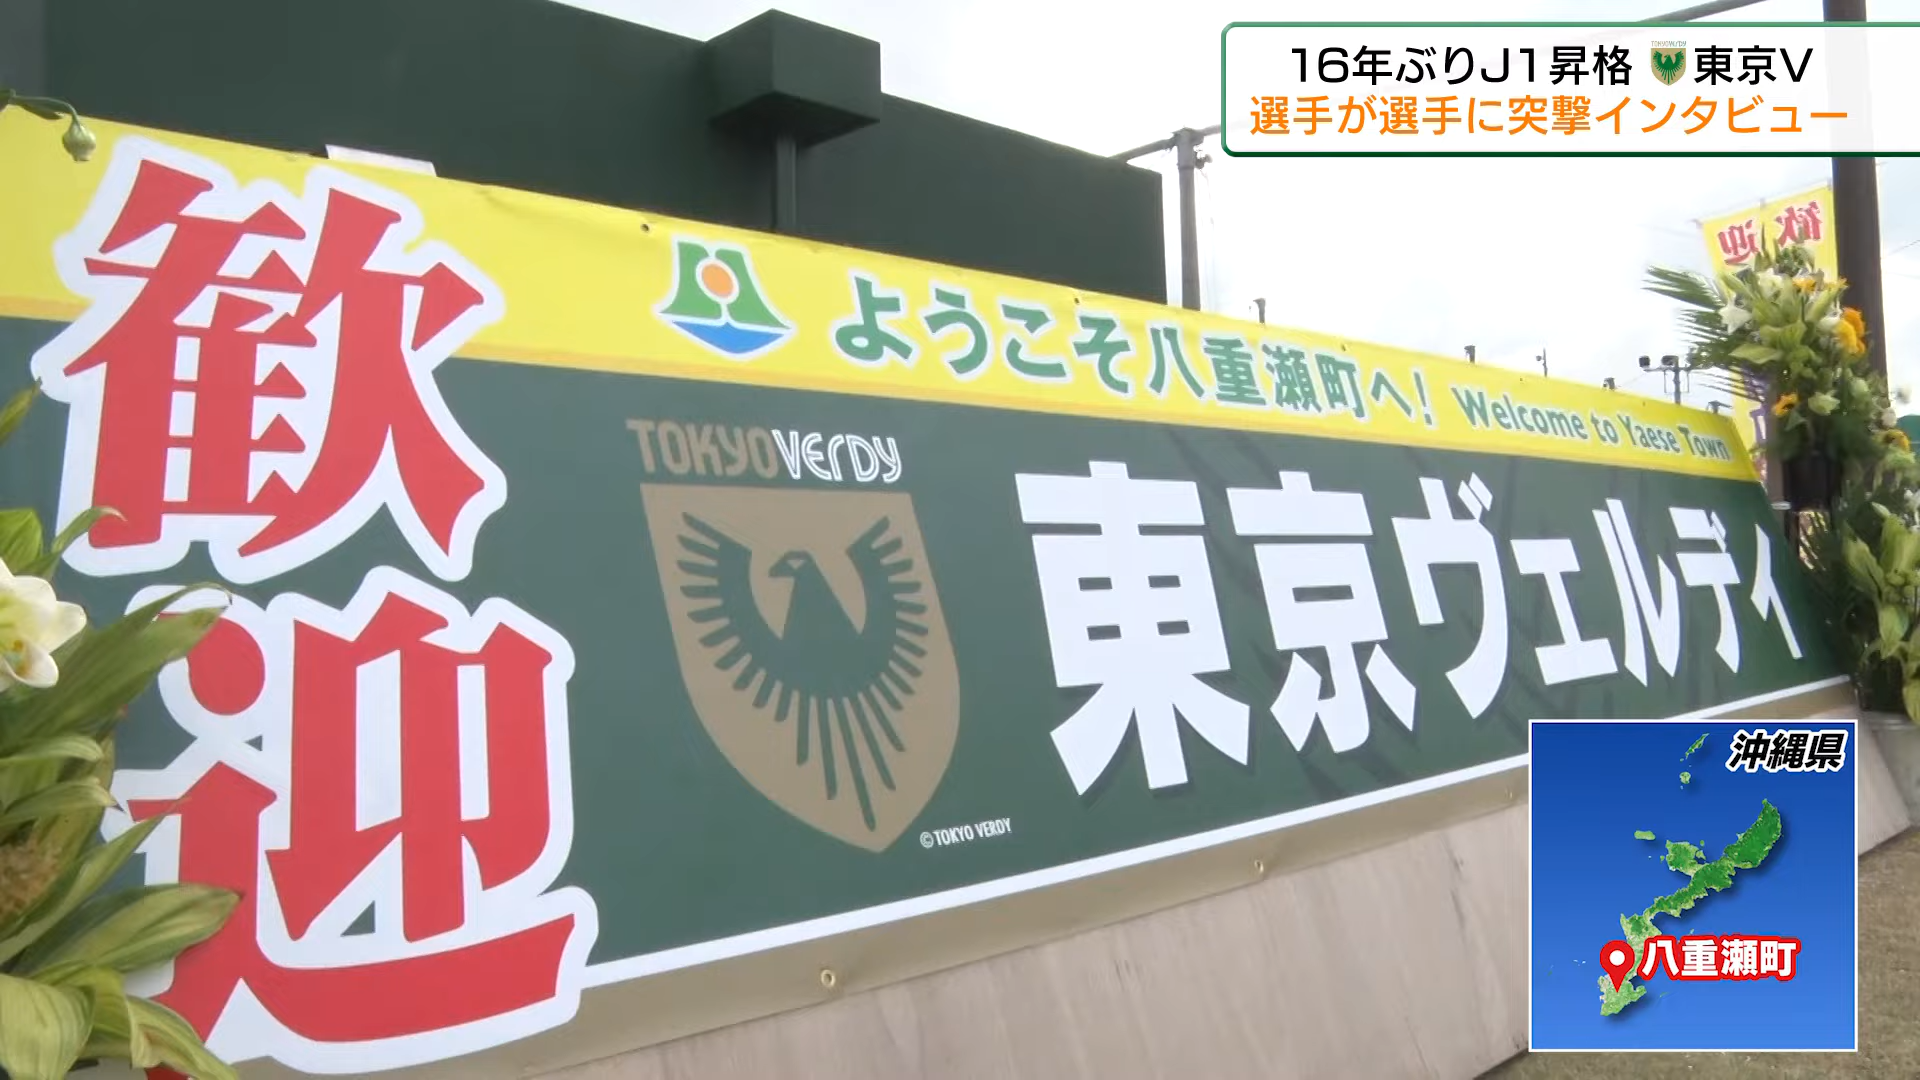 16年ぶりJ1昇格 東京V
選手が選手に突撃インタビュー
歓迎
ようこそ八重瀬町へ! Welcome to Yaese Town
TOKYO VERDY
東京ヴェルディ
©TOKYO VERDY
歓迎
沖縄県
八重瀬町